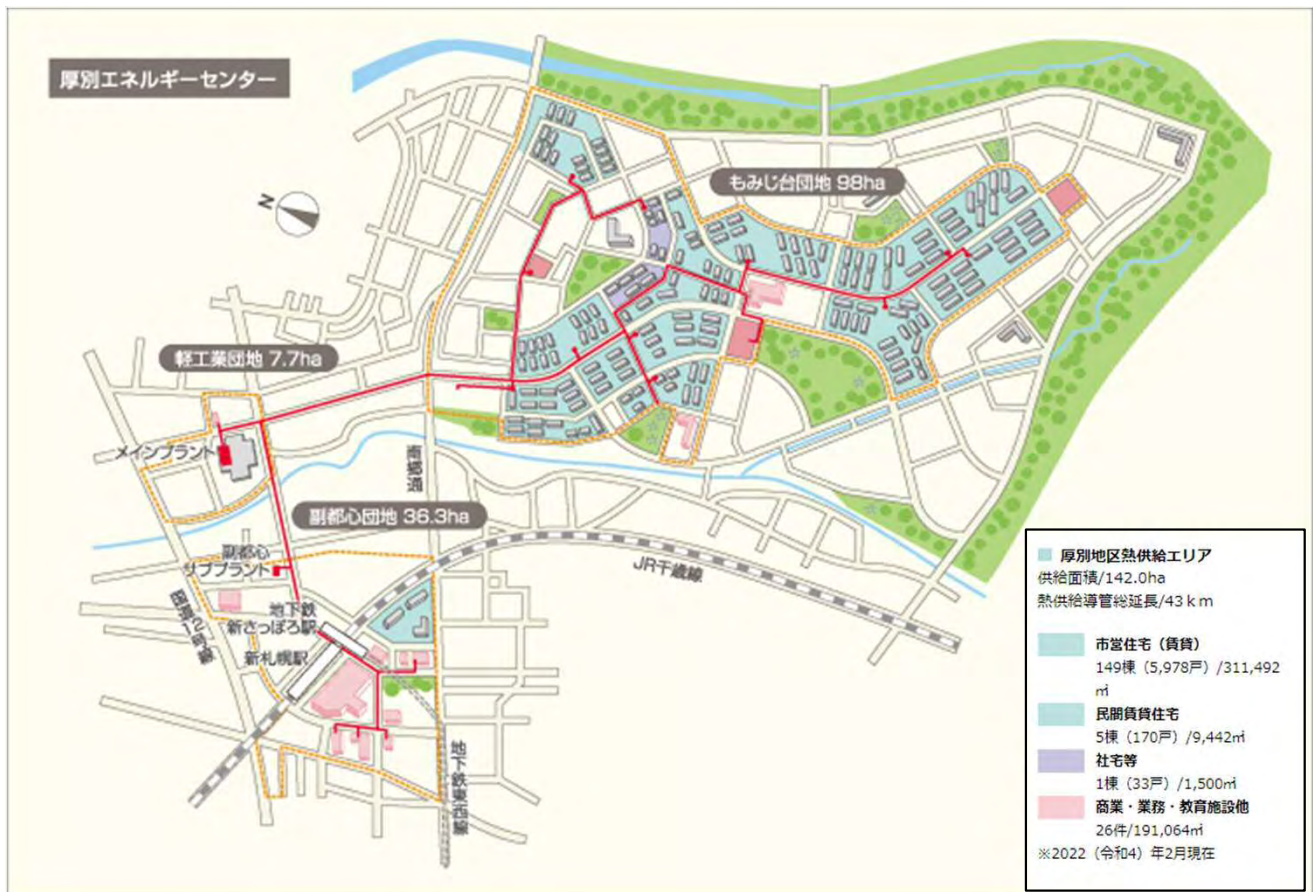 厚別エネルギーセンター
N
もみじ台団地 98ha
軽工業団地 7.7ha
メインプラント
南郷通
副都心団地 36.3ha
副都心
サブプラント
JR千歳線
地下鉄
新さっぽろ駅
新札幌駅
国道12号線
地下鉄東西線
厚別地区熱供給エリア
供給面積/142.0ha
熱供給導管総延長/43ｋｍ
市営住宅（賃貸）
149棟（5,978戸）/311,492
㎡
民間賃貸住宅
5棟（170戸）/9,442㎡
社宅等
1棟（33戸）/1,500㎡
商業・業務・教育施設他
26件/191,064㎡
※2022（令和4）年2月現在